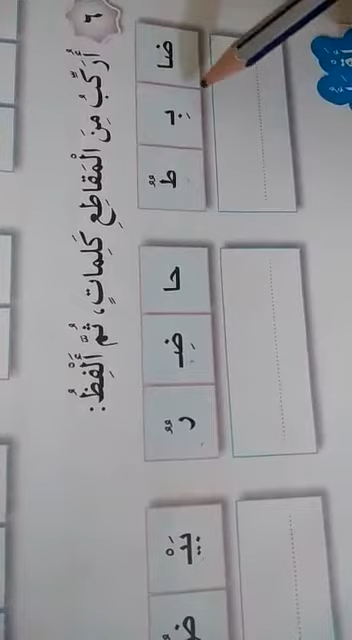 ٦ أُرَكِّبُ مِنَ الْمَقاطِعِ كَلِماتٍ، ثُمَّ أَلْفِظُ:
ضا بِـ طٌ
حا ضِـ رٌ
بَيْـ